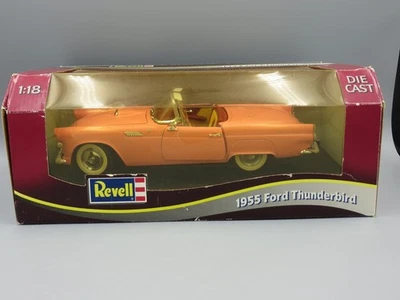 1:18
DIE
CAST
Revell
1955 Ford Thunderbird